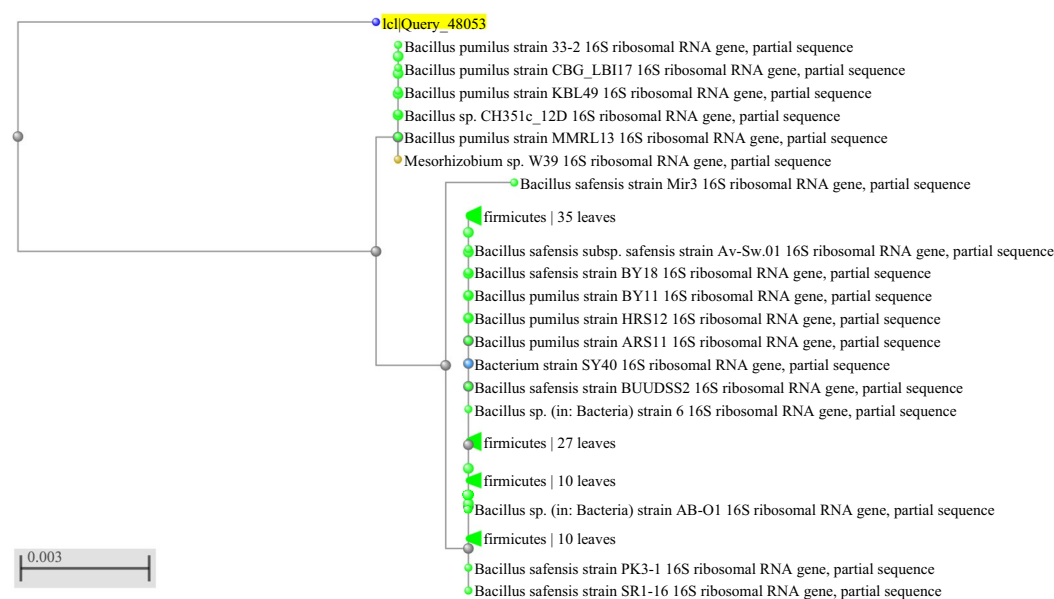 lcl|Query_48053
Bacillus pumilus strain 33-2 16S ribosomal RNA gene, partial sequence
Bacillus pumilus strain CBG_LBI17 16S ribosomal RNA gene, partial sequence
Bacillus pumilus strain KBL49 16S ribosomal RNA gene, partial sequence
Bacillus sp. CH351c_12D 16S ribosomal RNA gene, partial sequence
Bacillus pumilus strain MMRL13 16S ribosomal RNA gene, partial sequence
Mesorhizobium sp. W39 16S ribosomal RNA gene, partial sequence
Bacillus safensis strain Mir3 16S ribosomal RNA gene, partial sequence
firmicutes | 35 leaves
Bacillus safensis subsp. safensis strain Av-Sw.01 16S ribosomal RNA gene, partial sequence
Bacillus safensis strain BY18 16S ribosomal RNA gene, partial sequence
Bacillus pumilus strain BY11 16S ribosomal RNA gene, partial sequence
Bacillus pumilus strain HRS12 16S ribosomal RNA gene, partial sequence
Bacillus pumilus strain ARS11 16S ribosomal RNA gene, partial sequence
Bacterium strain SY40 16S ribosomal RNA gene, partial sequence
Bacillus safensis strain BUUDSS2 16S ribosomal RNA gene, partial sequence
Bacillus sp. (in: Bacteria) strain 6 16S ribosomal RNA gene, partial sequence
firmicutes | 27 leaves
firmicutes | 10 leaves
Bacillus sp. (in: Bacteria) strain AB-O1 16S ribosomal RNA gene, partial sequence
firmicutes | 10 leaves
0.003
Bacillus safensis strain PK3-1 16S ribosomal RNA gene, partial sequence
Bacillus safensis strain SR1-16 16S ribosomal RNA gene, partial sequence